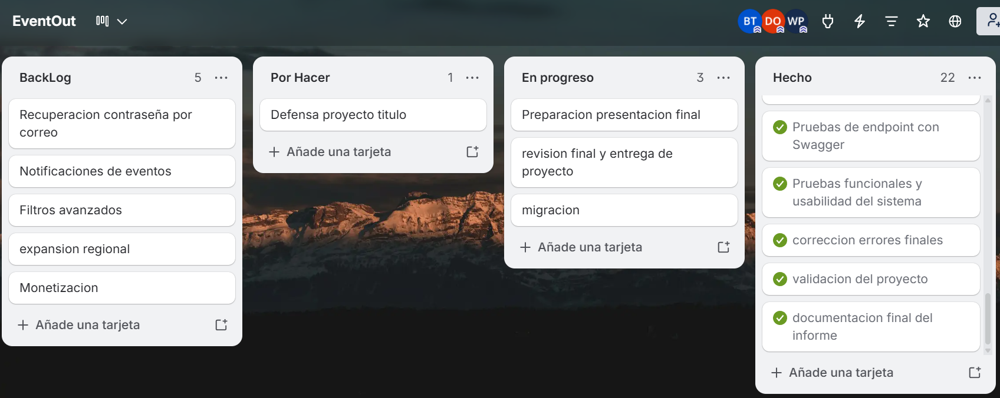 EventOut
BT DO WP
BackLog 5
Recuperacion contraseña por
correo
Notificaciones de eventos
Filtros avanzados
expansion regional
Monetizacion
Añade una tarjeta
Por Hacer 1
Defensa proyecto titulo
Añade una tarjeta
En progreso 3
Preparacion presentacion final
revision final y entrega de
proyecto
migracion
Añade una tarjeta
Hecho 22
Pruebas de endpoint con
Swagger
Pruebas funcionales y
usabilidad del sistema
correccion errores finales
validacion del proyecto
documentacion final del
informe
Añade una tarjeta